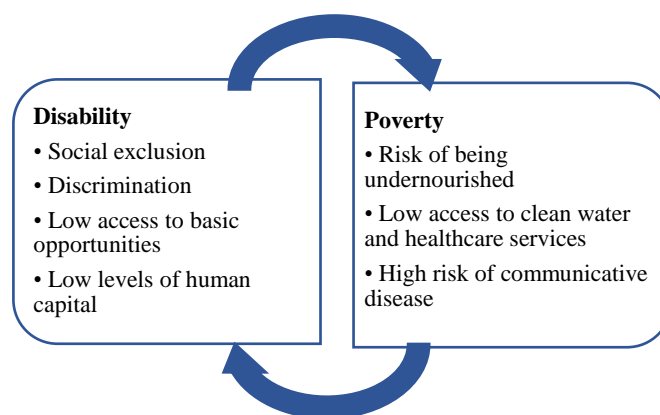 Disability
• Social exclusion
• Discrimination
• Low access to basic
opportunities
• Low levels of human
capital
Poverty
• Risk of being
undernourished
• Low access to clean water
and healthcare services
• High risk of communicative
disease